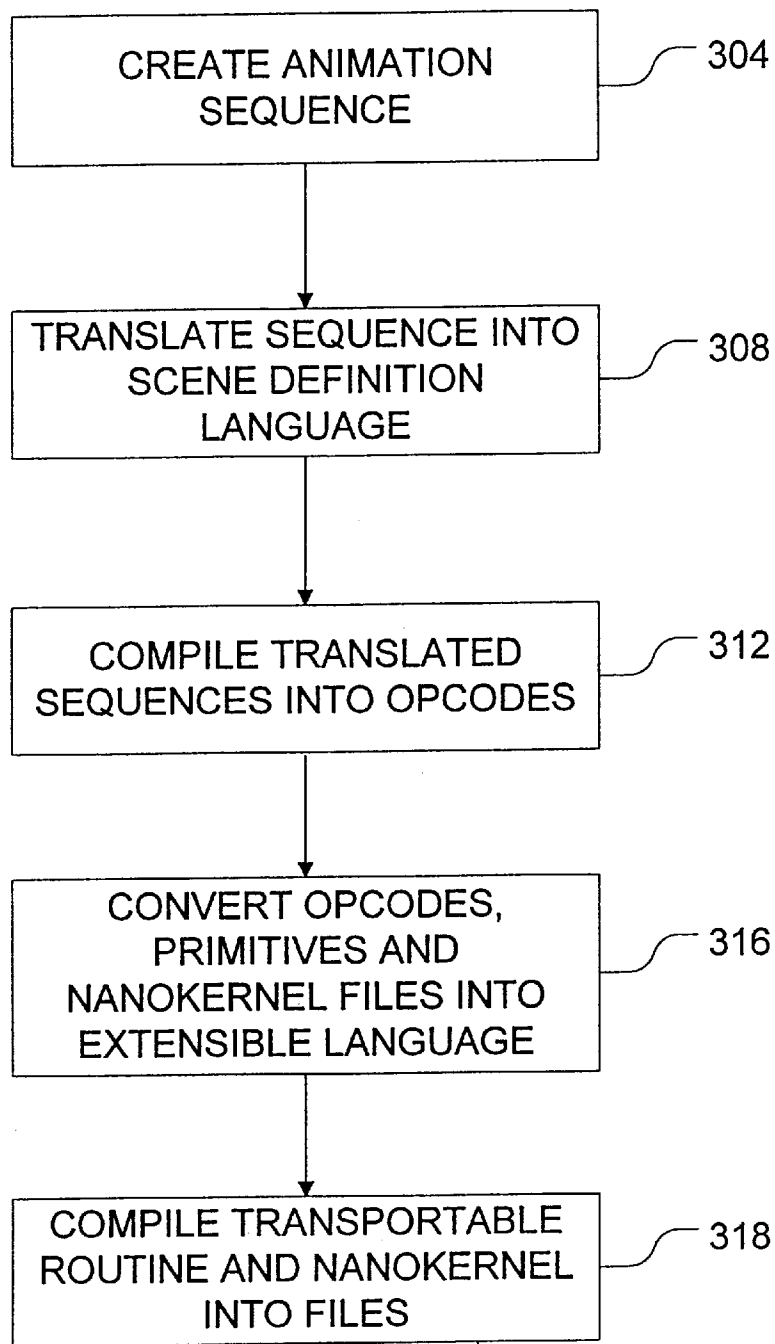 CREATE ANIMATION
SEQUENCE
304
TRANSLATE SEQUENCE INTO
SCENE DEFINITION
LANGUAGE
308
COMPILE TRANSLATED
SEQUENCES INTO OPCODES
312
CONVERT OPCODES,
PRIMITIVES AND
NANOKERNEL FILES INTO
EXTENSIBLE LANGUAGE
316
COMPILE TRANSPORTABLE
ROUTINE AND NANOKERNEL
INTO FILES
318